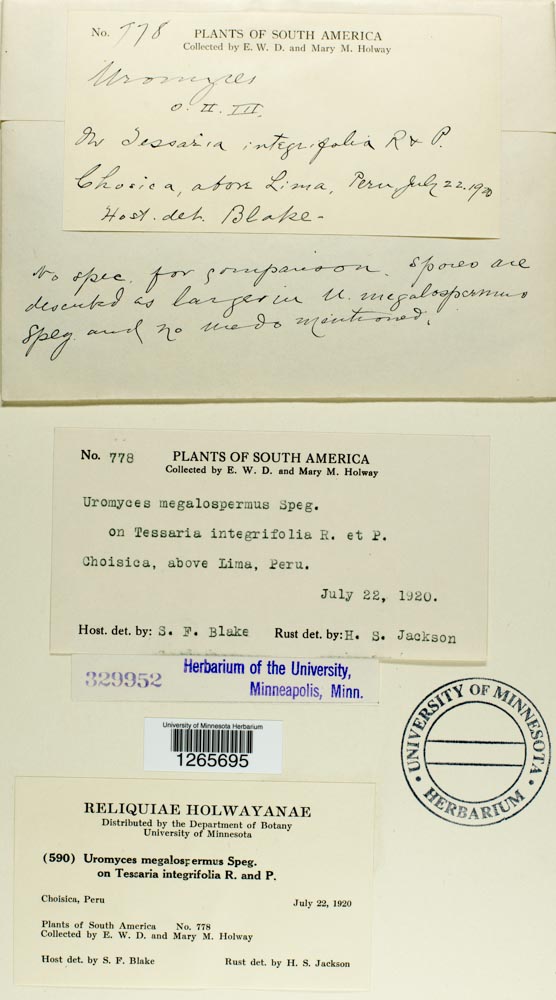 No. 778 PLANTS OF SOUTH AMERICA
Collected by E. W. D. and Mary M. Holway
Uromyces
O. II. III.
On Tessaria integrifolia R & P.
Chosica, above Lima, Peru, July 22. 1920
Host. det. Blake-
No spec. for comparison. Spores are
described as larger in U. megalospermus
Speg. and no uredo mentioned.
No. 778 PLANTS OF SOUTH AMERICA
Collected by E. W. D. and Mary M. Holway
Uromyces megalospermus Speg.
on Tessaria integrifolia R. et P.
Choisica, above Lima, Peru.
July 22, 1920.
Host. det. by: S. F. Blake Rust det. by: H. S. Jackson
329952 Herbarium of the University,
Minneapolis, Minn.
University of Minnesota Herbarium
1265695
UNIVERSITY OF MINNESOTA
HERBARIUM
RELIQUIAE HOLWAYANAE
Distributed by the Department of Botany
University of Minnesota
(590) Uromyces megalospermus Speg.
on Tessaria integrifolia R. and P.
Choisica, Peru July 22, 1920
Plants of South America No. 778
Collected by E. W. D. and Mary M. Holway
Host det. by S. F. Blake Rust det. by H. S. Jackson